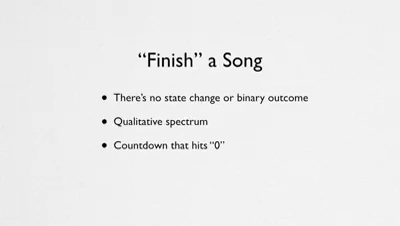 “Finish” a Song
• There’s no state change or binary outcome
• Qualitative spectrum
• Countdown that hits “0”